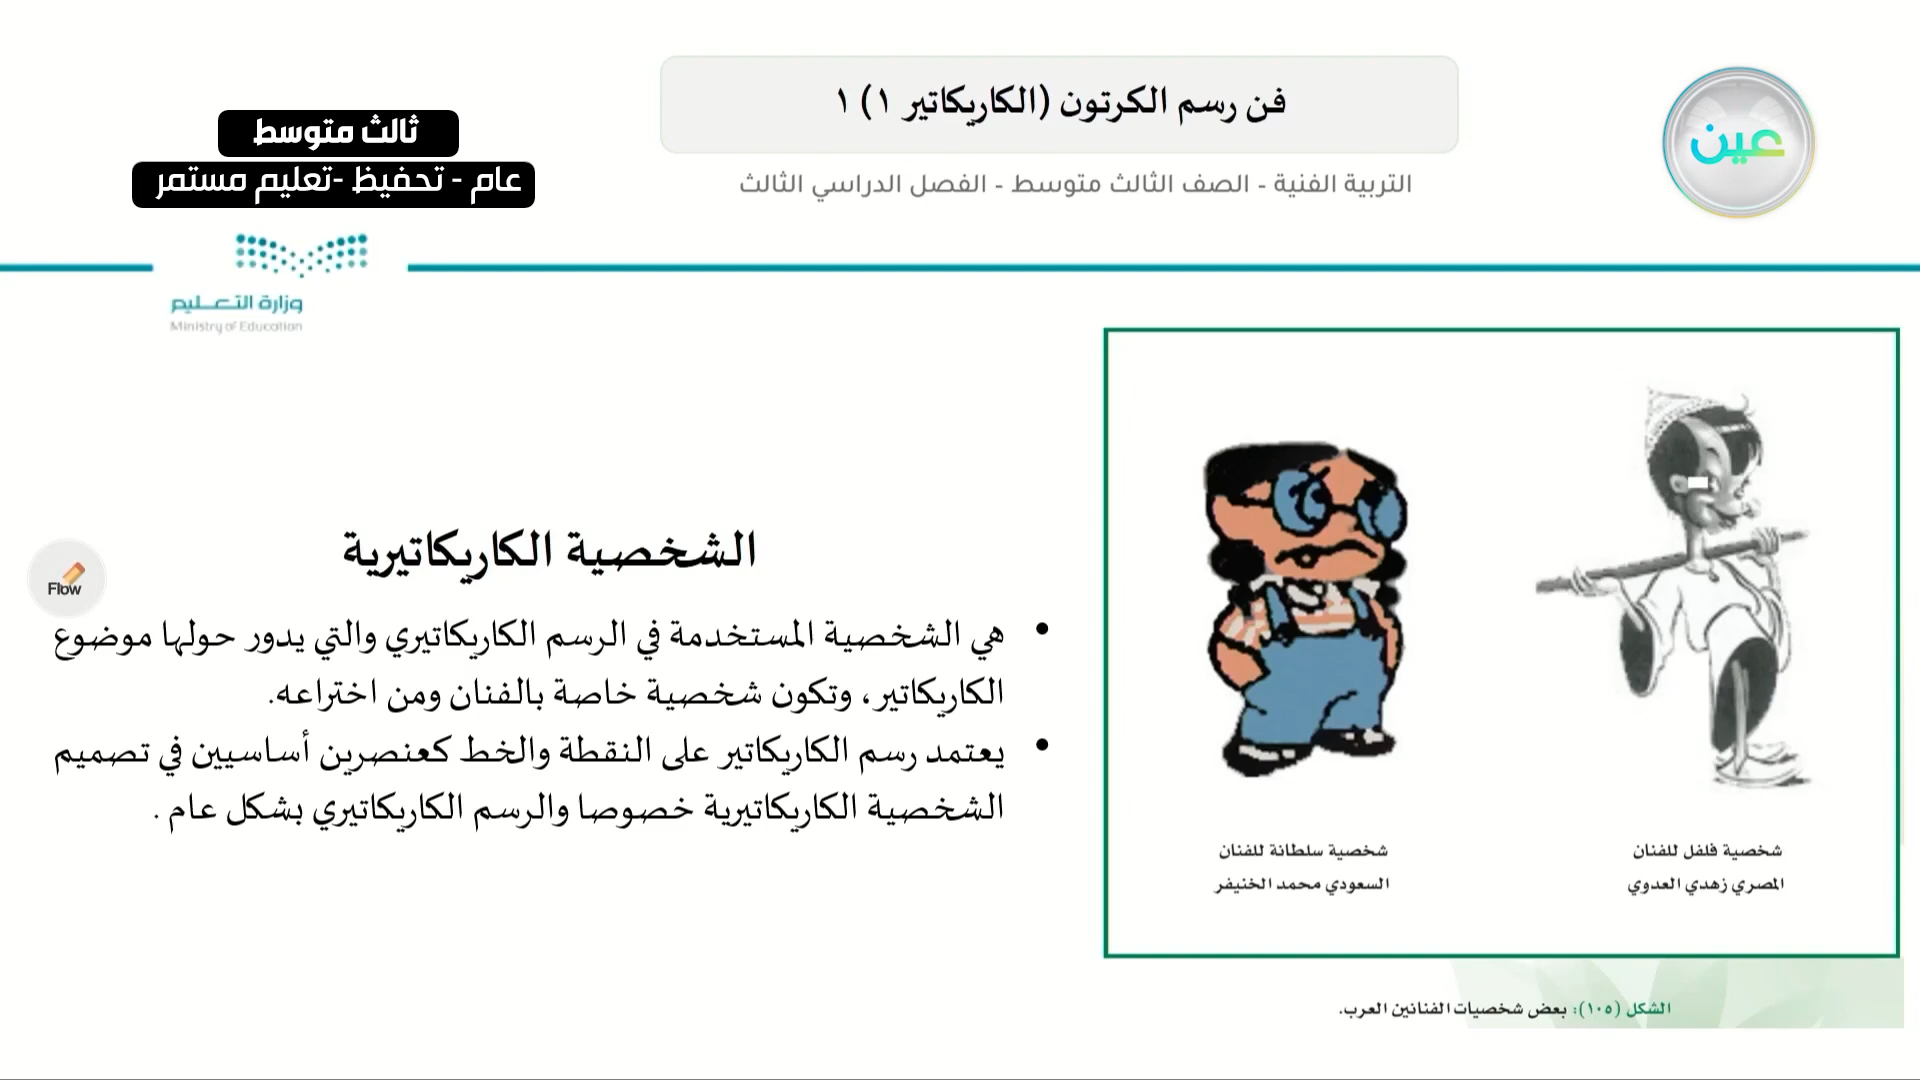 فن رسم الكرتون (الكاريكاتير ١) ١
التربية الفنية - الصف الثالث متوسط - الفصل الدراسي الثالث
عين
ثالث متوسط
عام - تحفيظ -تعليم مستمر
وزارة التعـليم
Ministry of Education
الشخصية الكاريكاتيرية
• هي الشخصية المستخدمة في الرسم الكاريكاتيري والتي يدور حولها موضوع
الكاريكاتير، وتكون شخصية خاصة بالفنان ومن اختراعه.
• يعتمد رسم الكاريكاتير على النقطة والخط كعنصرين أساسيين في تصميم
الشخصية الكاريكاتيرية خصوصا والرسم الكاريكاتيري بشكل عام .
Flow
شخصية فلفل للفنان
المصري زهدي العدوي
شخصية سلطانة للفنان
السعودي محمد الخنيفر
الشكل (١٠٥): بعض شخصيات الفنانين العرب.